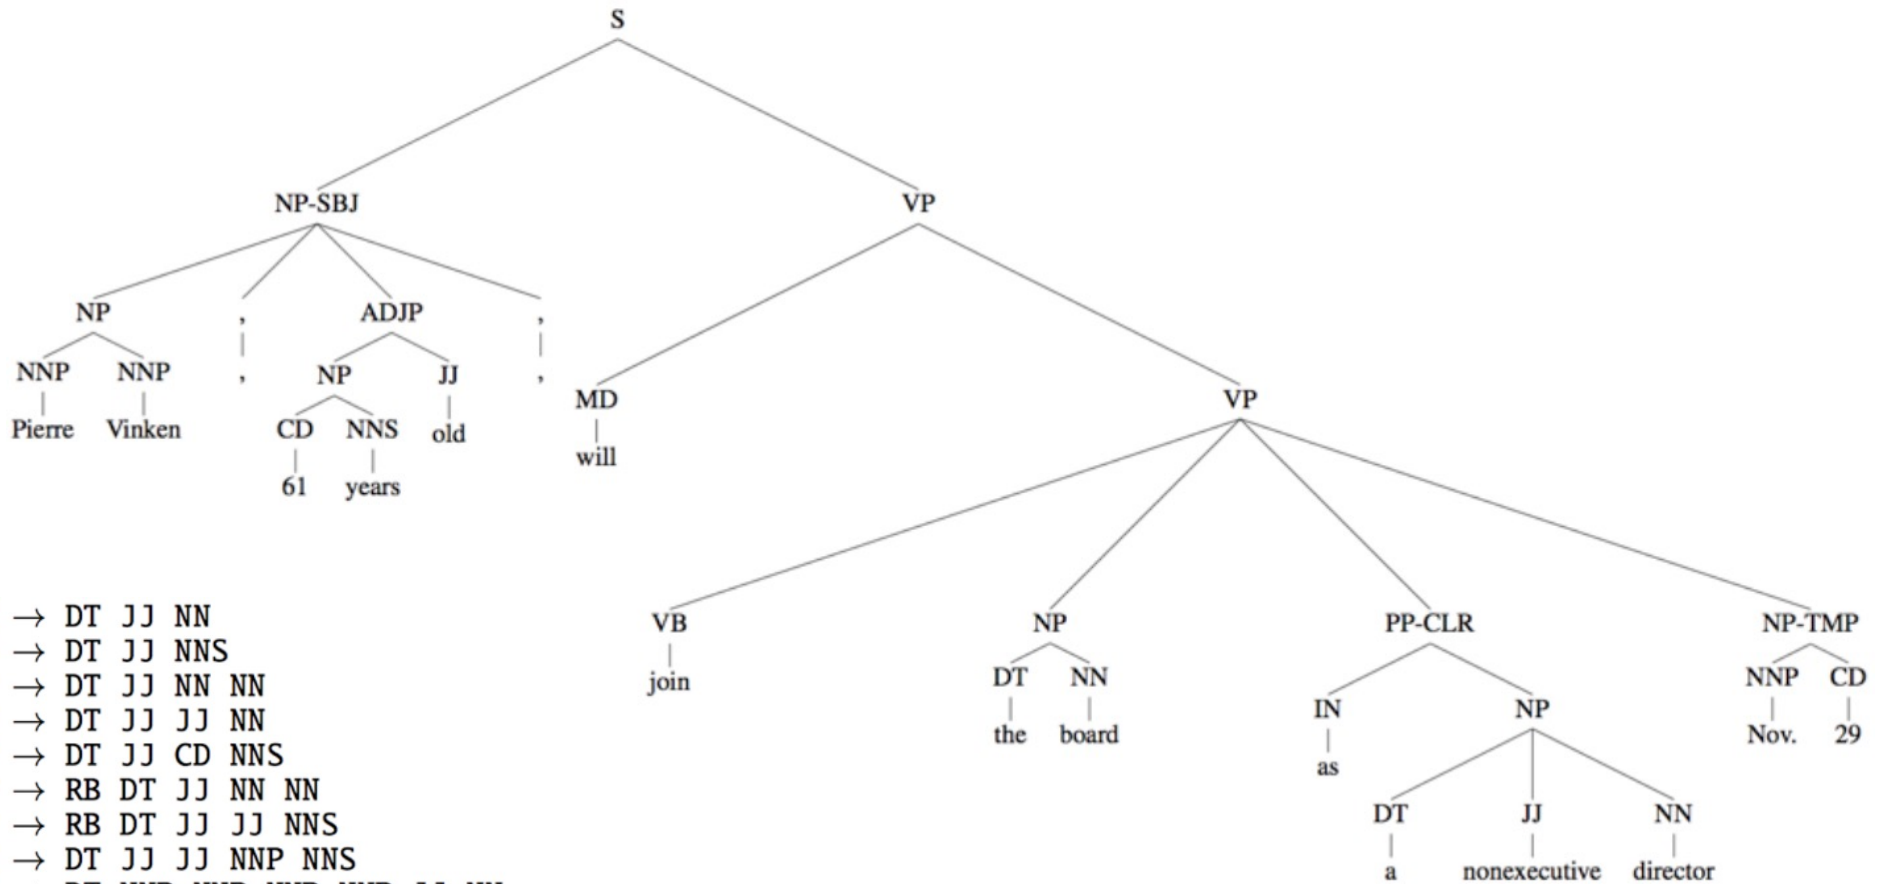 S
NP-SBJ VP
NP , ADJP ,
NNP NNP , NP JJ ,
MD VP
Pierre Vinken CD NNS old
will
61 years
→ DT JJ NN
→ DT JJ NNS
→ DT JJ NN NN
→ DT JJ JJ NN
→ DT JJ CD NNS
→ RB DT JJ NN NN
→ RB DT JJ JJ NNS
→ DT JJ JJ NNP NNS
VB NP PP-CLR NP-TMP
join DT NN NNP CD
IN NP
the board Nov. 29
as
DT JJ NN
a nonexecutive director